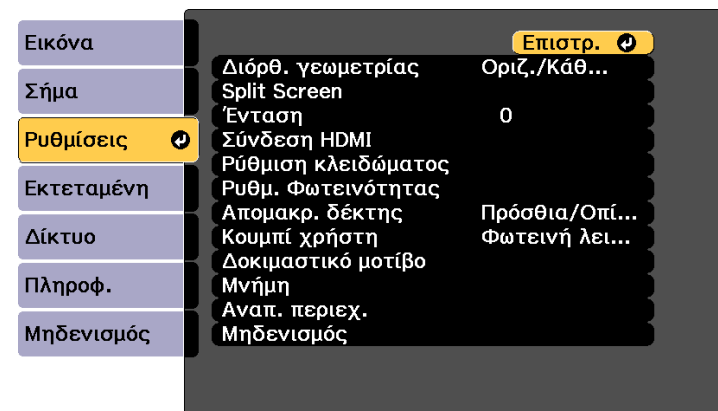 Εικόνα
Σήμα
Ρυθμίσεις
Εκτεταμένη
Δίκτυο
Πληροφ.
Μηδενισμός
Επιστρ.
Διόρθ. γεωμετρίας Οριζ./Κάθ...
Split Screen
Ένταση 0
Σύνδεση HDMI
Ρύθμιση κλειδώματος
Ρυθμ. Φωτεινότητας
Απομακρ. δέκτης Πρόσθια/Οπί...
Κουμπί χρήστη Φωτεινή λει...
Δοκιμαστικό μοτίβο
Μνήμη
Αναπ. περιεχ.
Μηδενισμός